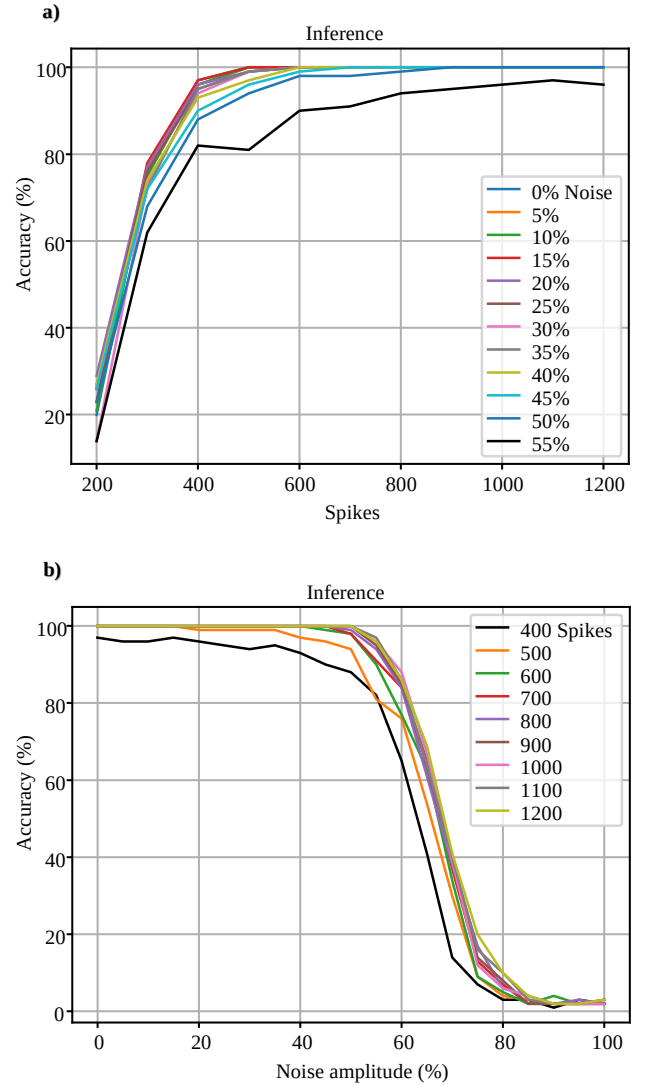 a)
Inference
100
80
60
40
20
Accuracy (%)
0% Noise
5%
10%
15%
20%
25%
30%
35%
40%
45%
50%
55%
200 400 600 800 1000 1200
Spikes
b)
Inference
100
80
60
40
20
0
Accuracy (%)
400 Spikes
500
600
700
800
900
1000
1100
1200
0 20 40 60 80 100
Noise amplitude (%)